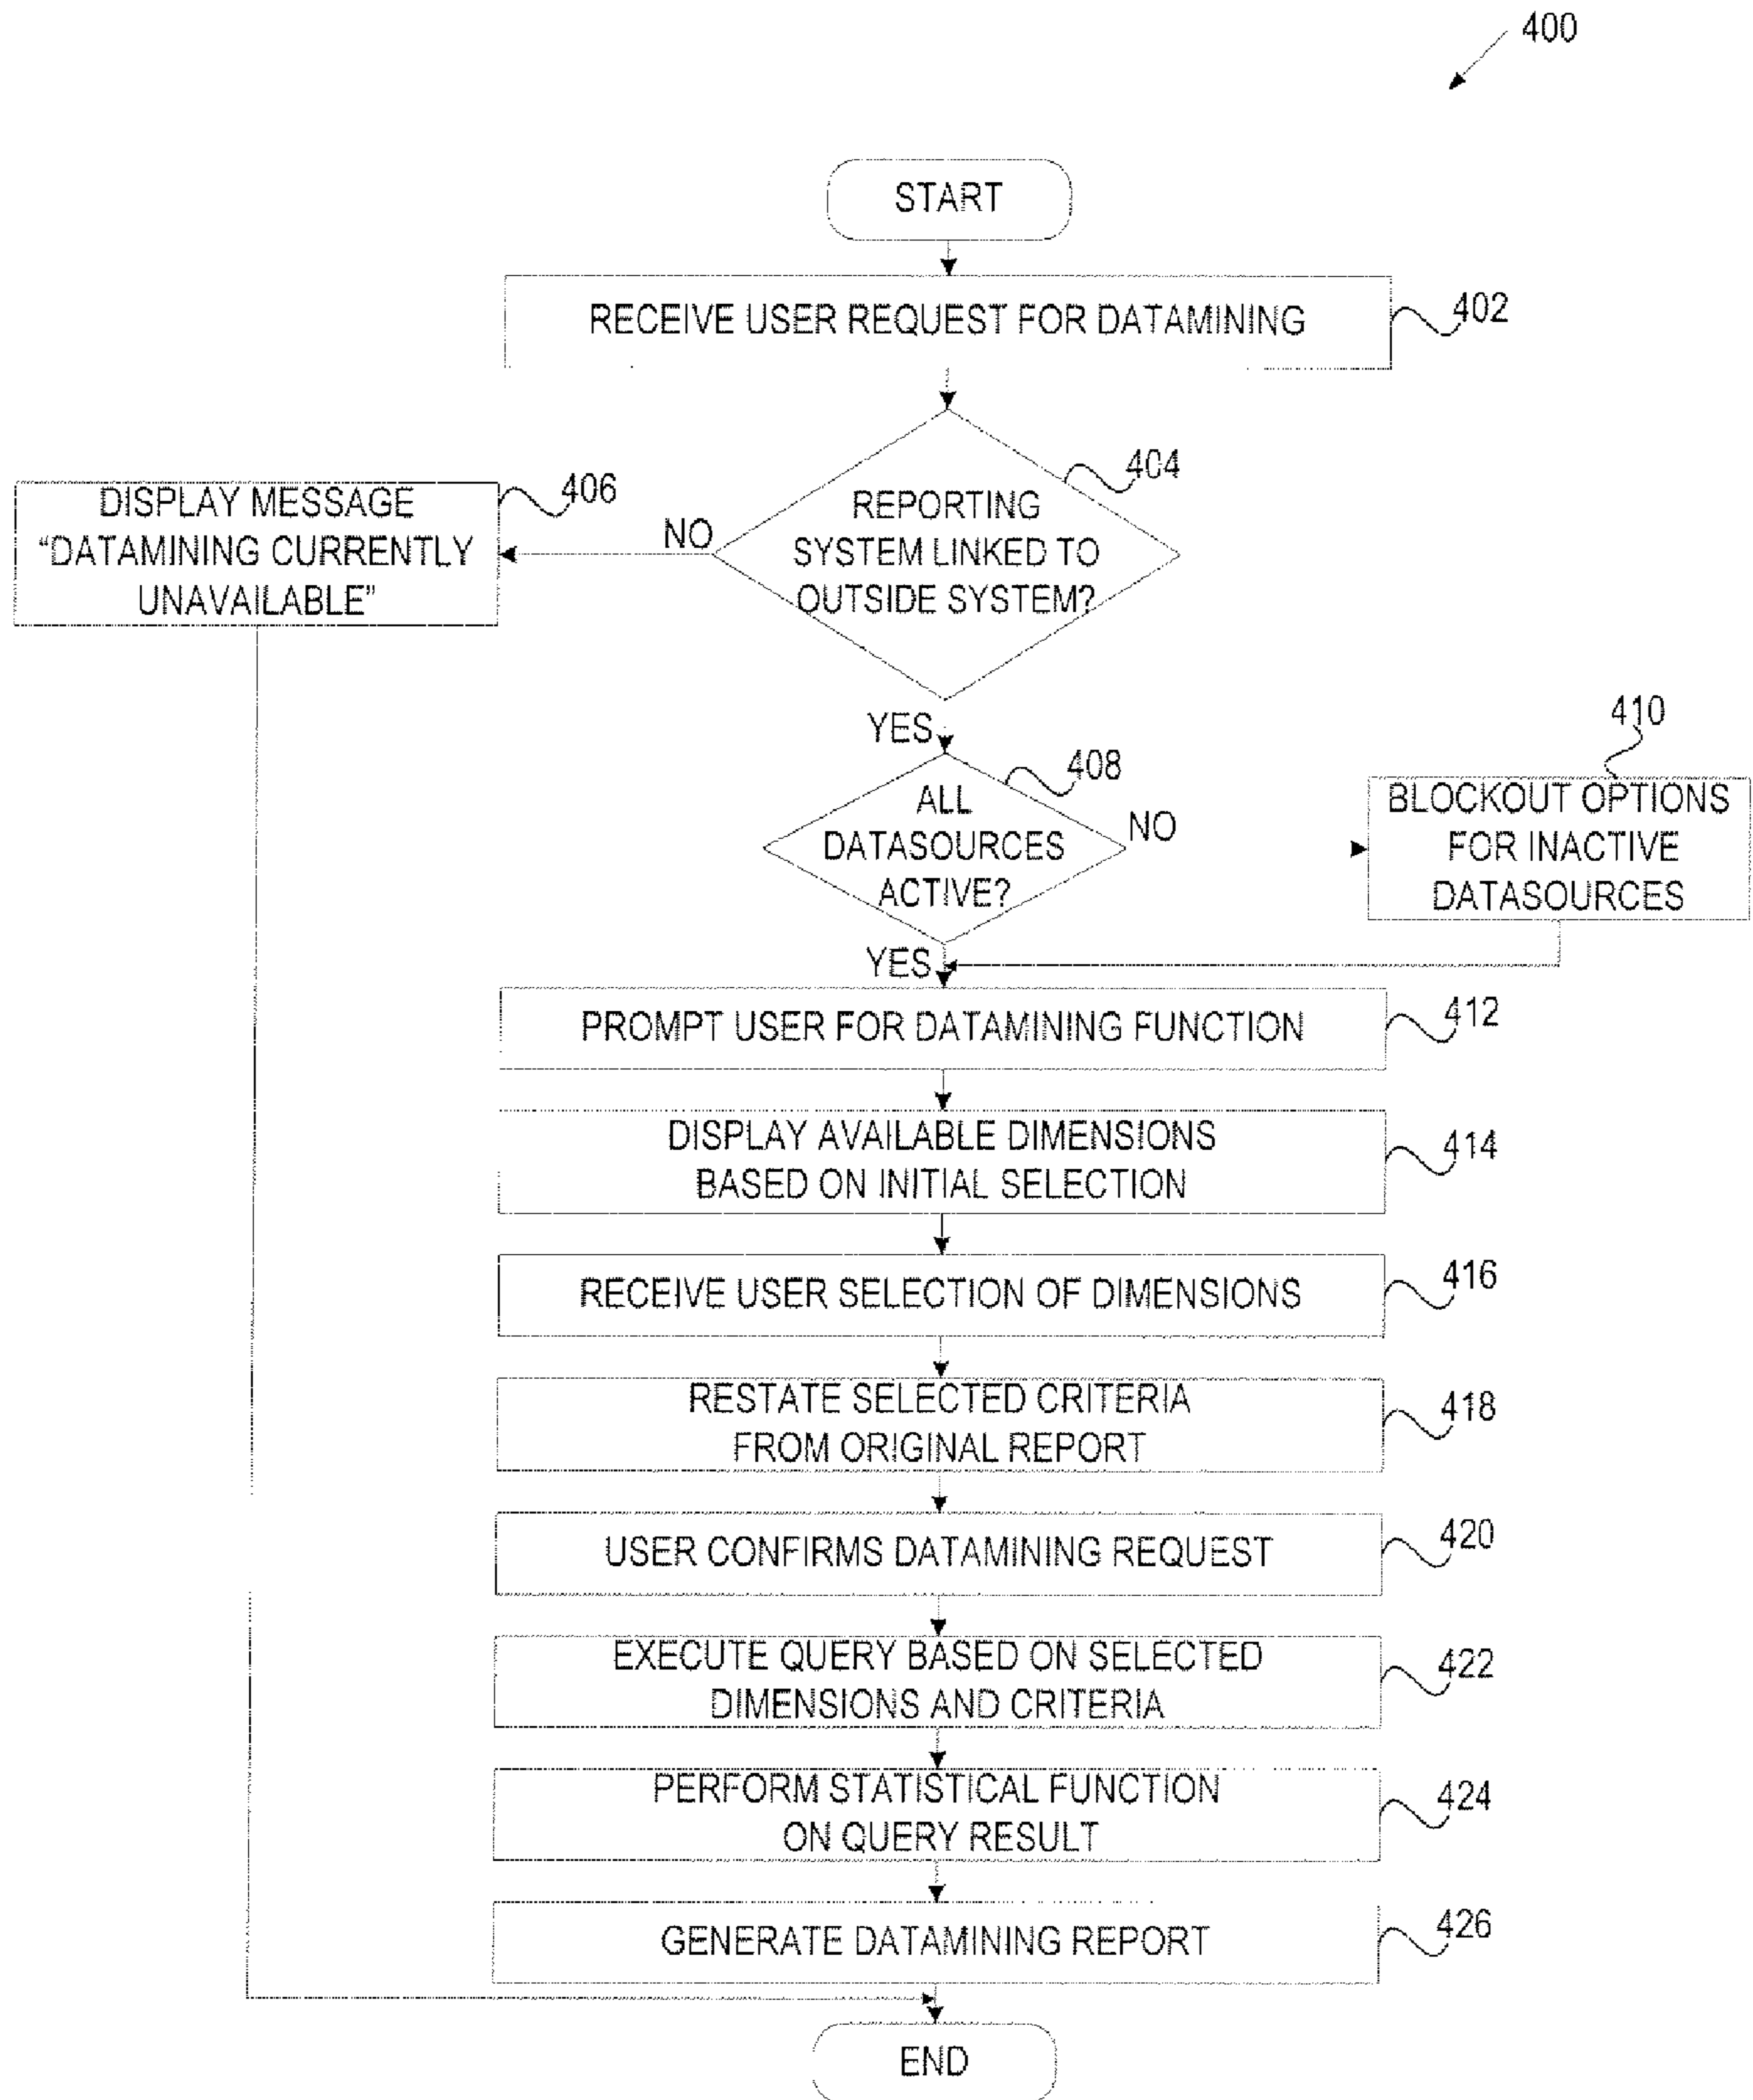 400
START
RECEIVE USER REQUEST FOR DATAMINING
402
404
REPORTING
SYSTEM LINKED TO
OUTSIDE SYSTEM?
NO
406
DISPLAY MESSAGE
“DATAMINING CURRENTLY
UNAVAILABLE”
YES
408
ALL
DATASOURCES
ACTIVE?
NO
410
BLOCKOUT OPTIONS
FOR INACTIVE
DATASOURCES
YES
PROMPT USER FOR DATAMINING FUNCTION
412
DISPLAY AVAILABLE DIMENSIONS
BASED ON INITIAL SELECTION
414
RECEIVE USER SELECTION OF DIMENSIONS
416
RESTATE SELECTED CRITERIA
FROM ORIGINAL REPORT
418
USER CONFIRMS DATAMINING REQUEST
420
EXECUTE QUERY BASED ON SELECTED
DIMENSIONS AND CRITERIA
422
PERFORM STATISTICAL FUNCTION
ON QUERY RESULT
424
GENERATE DATAMINING REPORT
426
END